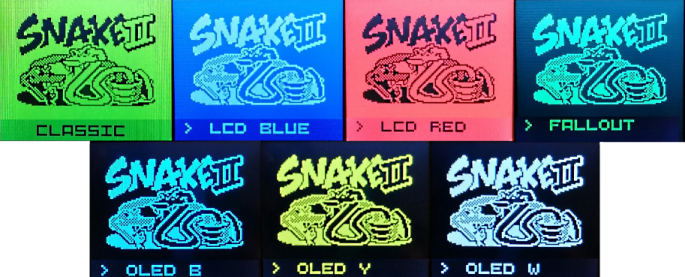 SNAKE II
CLASSIC
SNAKE II
> LCD BLUE
SNAKE II
> LCD RED
SNAKE II
> FALLOUT
SNAKE II
> OLED B
SNAKE II
> OLED Y
SNAKE II
> OLED W